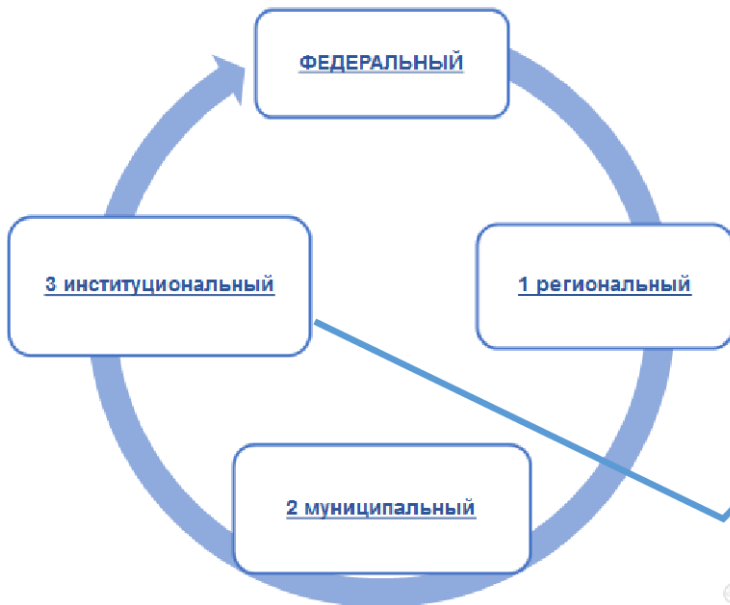 ФЕДЕРАЛЬНЫЙ
3 институциональный
1 региональный
2 муниципальный